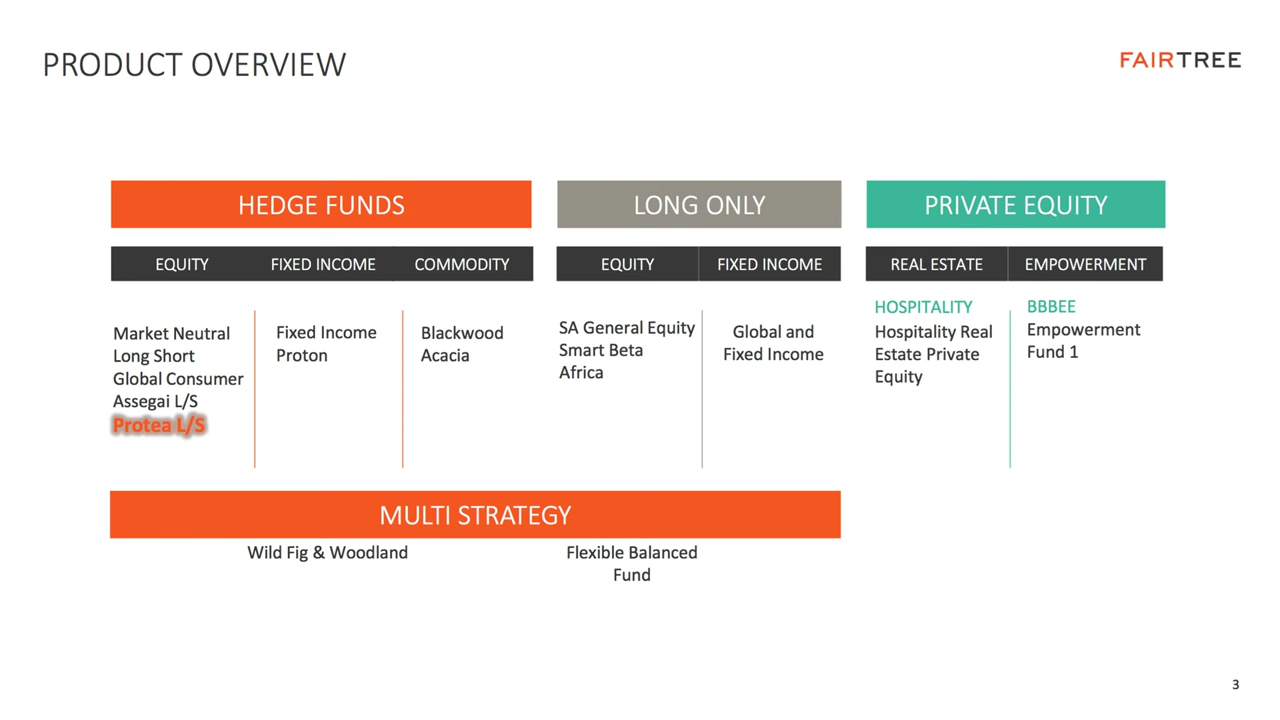 PRODUCT OVERVIEW
FAIRTREE
HEDGE FUNDS
EQUITY
FIXED INCOME
COMMODITY
Market Neutral
Long Short
Global Consumer
Assegai L/S
Protea L/S
Fixed Income
Proton
Blackwood
Acacia
LONG ONLY
EQUITY
FIXED INCOME
SA General Equity
Smart Beta
Africa
Global and
Fixed Income
PRIVATE EQUITY
REAL ESTATE
EMPOWERMENT
HOSPITALITY
Hospitality Real
Estate Private
Equity
BBBEE
Empowerment
Fund 1
MULTI STRATEGY
Wild Fig & Woodland
Flexible Balanced
Fund
3